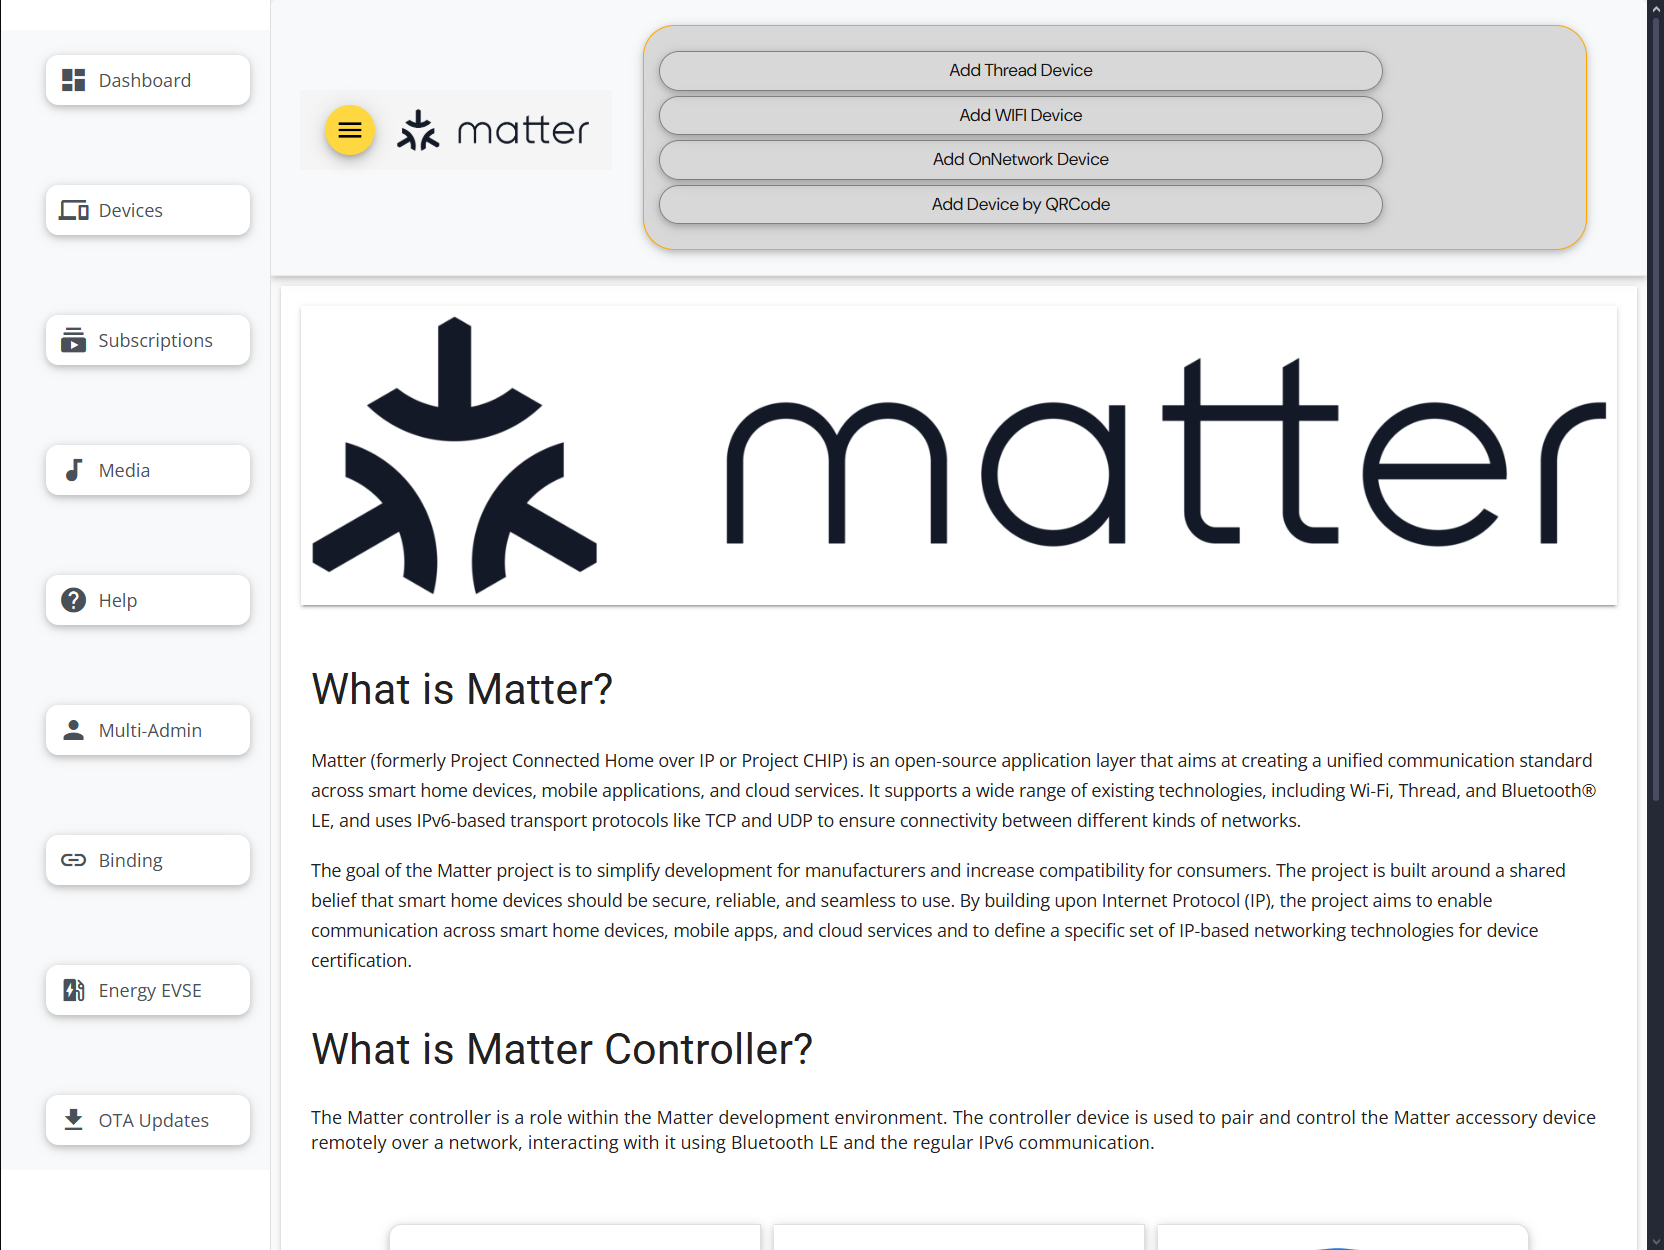 Dashboard
Devices
Subscriptions
Media
Help
Multi-Admin
Binding
Energy EVSE
OTA Updates
matter
Add Thread Device
Add WIFI Device
Add OnNetwork Device
Add Device by QRCode
matter
What is Matter?
Matter (formerly Project Connected Home over IP or Project CHIP) is an open-source application layer that aims at creating a unified communication standard
across smart home devices, mobile applications, and cloud services. It supports a wide range of existing technologies, including Wi-Fi, Thread, and Bluetooth®
LE, and uses IPv6-based transport protocols like TCP and UDP to ensure connectivity between different kinds of networks.
The goal of the Matter project is to simplify development for manufacturers and increase compatibility for consumers. The project is built around a shared
belief that smart home devices should be secure, reliable, and seamless to use. By building upon Internet Protocol (IP), the project aims to enable
communication across smart home devices, mobile apps, and cloud services and to define a specific set of IP-based networking technologies for device
certification.
What is Matter Controller?
The Matter controller is a role within the Matter development environment. The controller device is used to pair and control the Matter accessory device
remotely over a network, interacting with it using Bluetooth LE and the regular IPv6 communication.